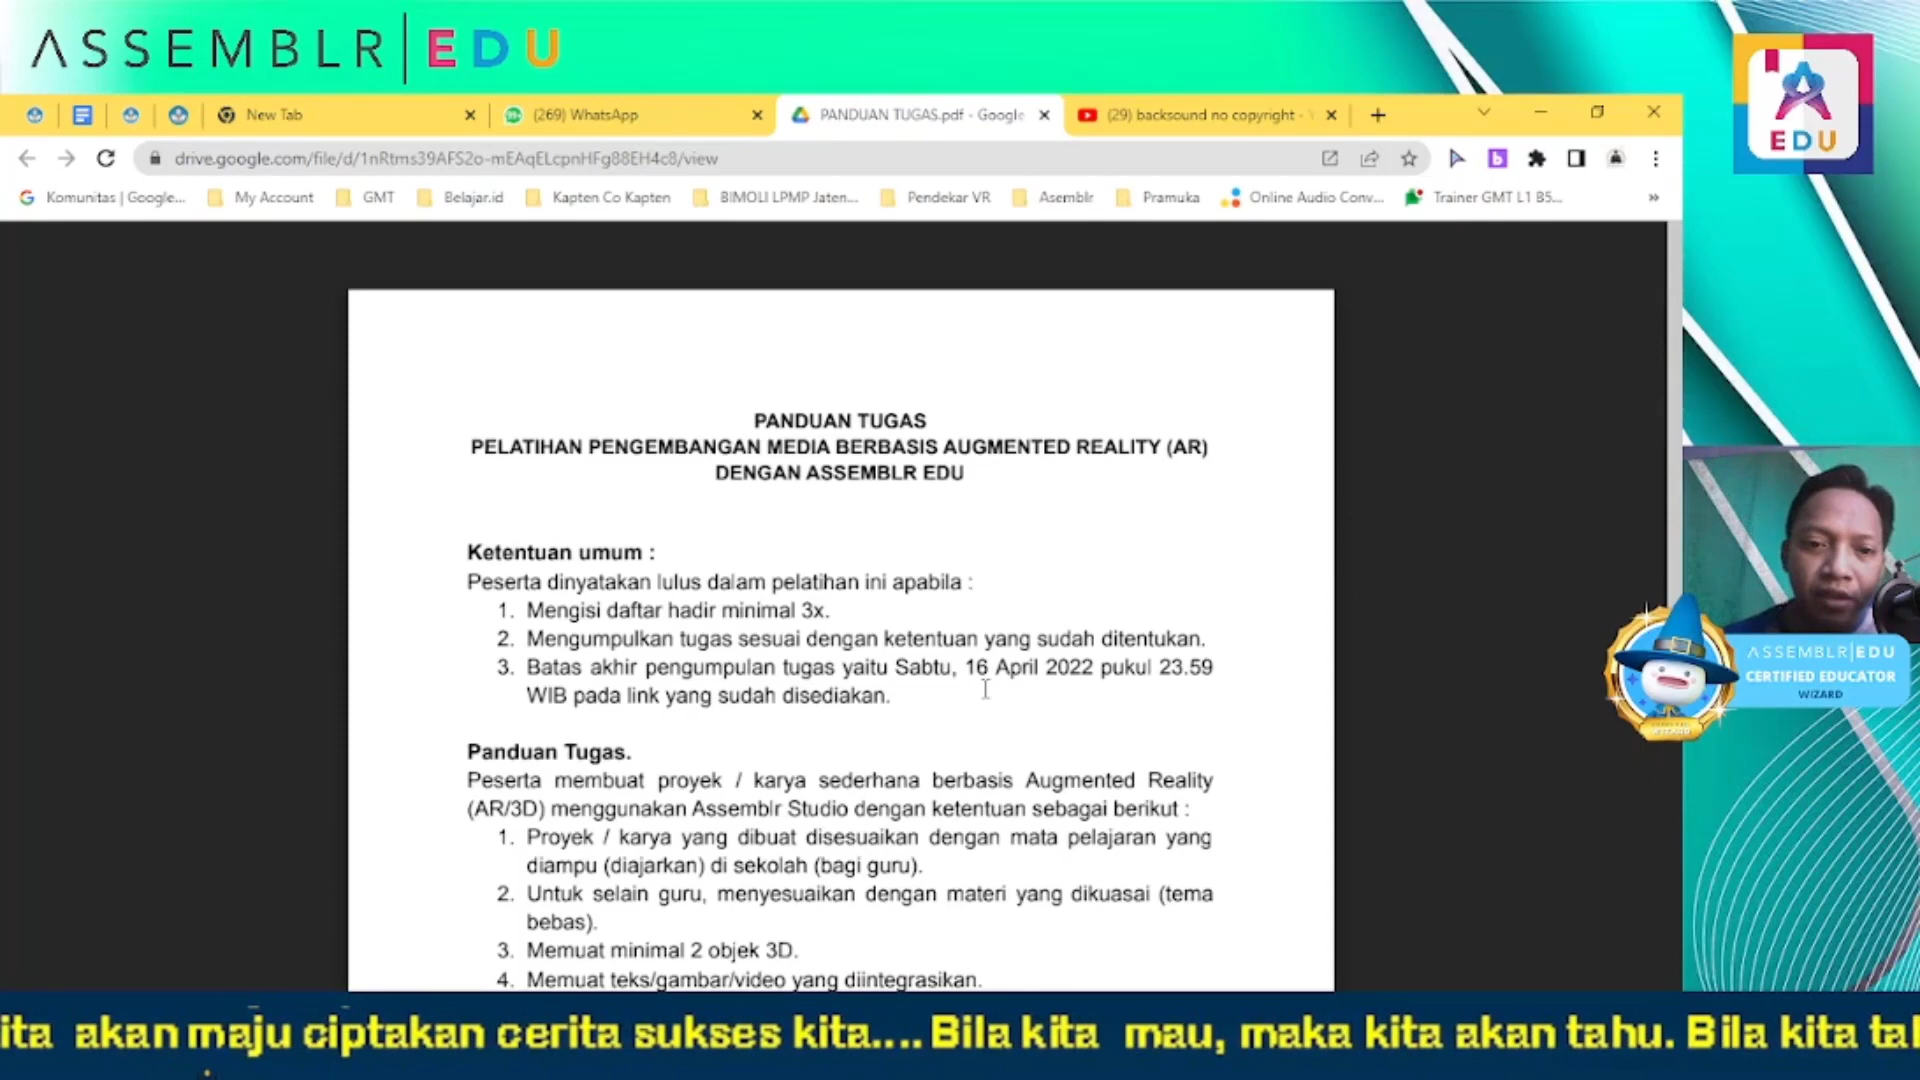 ASSEMBLR|EDU
EDU
New Tab
(269) WhatsApp
PANDUAN TUGAS.pdf - Google
(29) backsound no copyright -
drive.google.com/file/d/1nRtms39AFS2o-mEAqELcpnHFg88EH4c8/view
Komunitas | Google... My Account GMT Belajar.id Kapten Co Kapten BIMOLI LPMP Jaten... Pendekar VR Asemblr Pramuka Online Audio Conv... Trainer GMT L1 B5... »
PANDUAN TUGAS
PELATIHAN PENGEMBANGAN MEDIA BERBASIS AUGMENTED REALITY (AR)
DENGAN ASSEMBLR EDU
Ketentuan umum :
Peserta dinyatakan lulus dalam pelatihan ini apabila :
1. Mengisi daftar hadir minimal 3x.
2. Mengumpulkan tugas sesuai dengan ketentuan yang sudah ditentukan.
3. Batas akhir pengumpulan tugas yaitu Sabtu, 16 April 2022 pukul 23.59
WIB pada link yang sudah disediakan.
Panduan Tugas.
Peserta membuat proyek / karya sederhana berbasis Augmented Reality
(AR/3D) menggunakan Assemblr Studio dengan ketentuan sebagai berikut :
1. Proyek / karya yang dibuat disesuaikan dengan mata pelajaran yang
diampu (diajarkan) di sekolah (bagi guru).
2. Untuk selain guru, menyesuaikan dengan materi yang dikuasai (tema
bebas).
3. Memuat minimal 2 objek 3D.
4. Memuat teks/gambar/video yang diintegrasikan.
ASSEMBLR|EDU
CERTIFIED EDUCATOR
WIZARD
WIZARD
ita akan maju ciptakan cerita sukses kita.... Bila kita mau, maka kita akan tahu. Bila kita tah